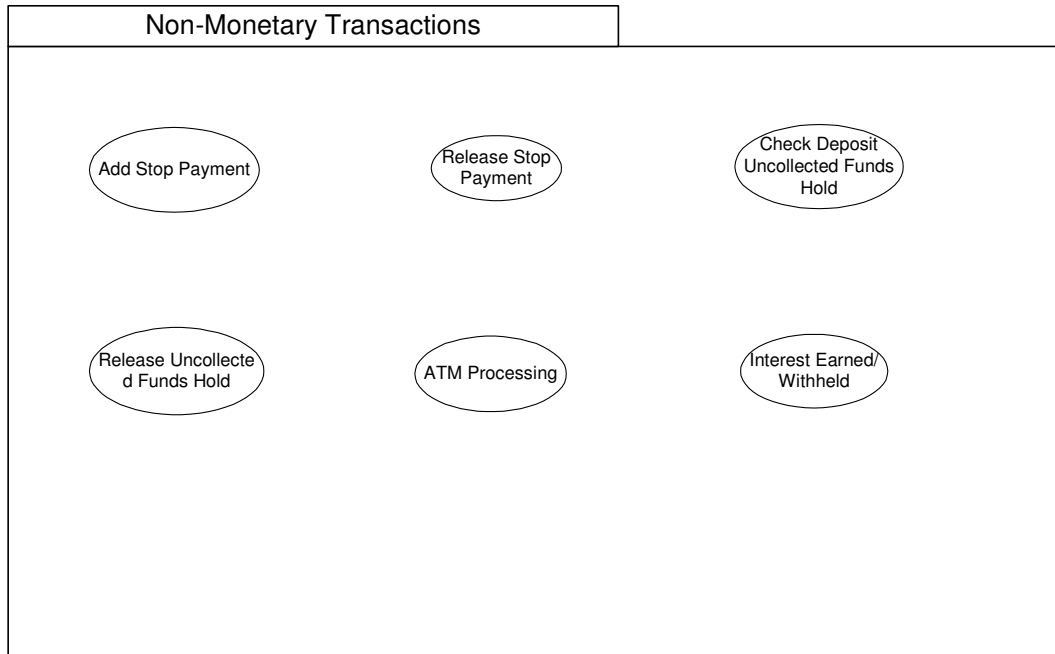 Non-Monetary Transactions
Add Stop Payment
Release Stop
Payment
Check Deposit
Uncollected Funds
Hold
Release Uncollecte
d Funds Hold
ATM Processing
Interest Earned/
Withheld